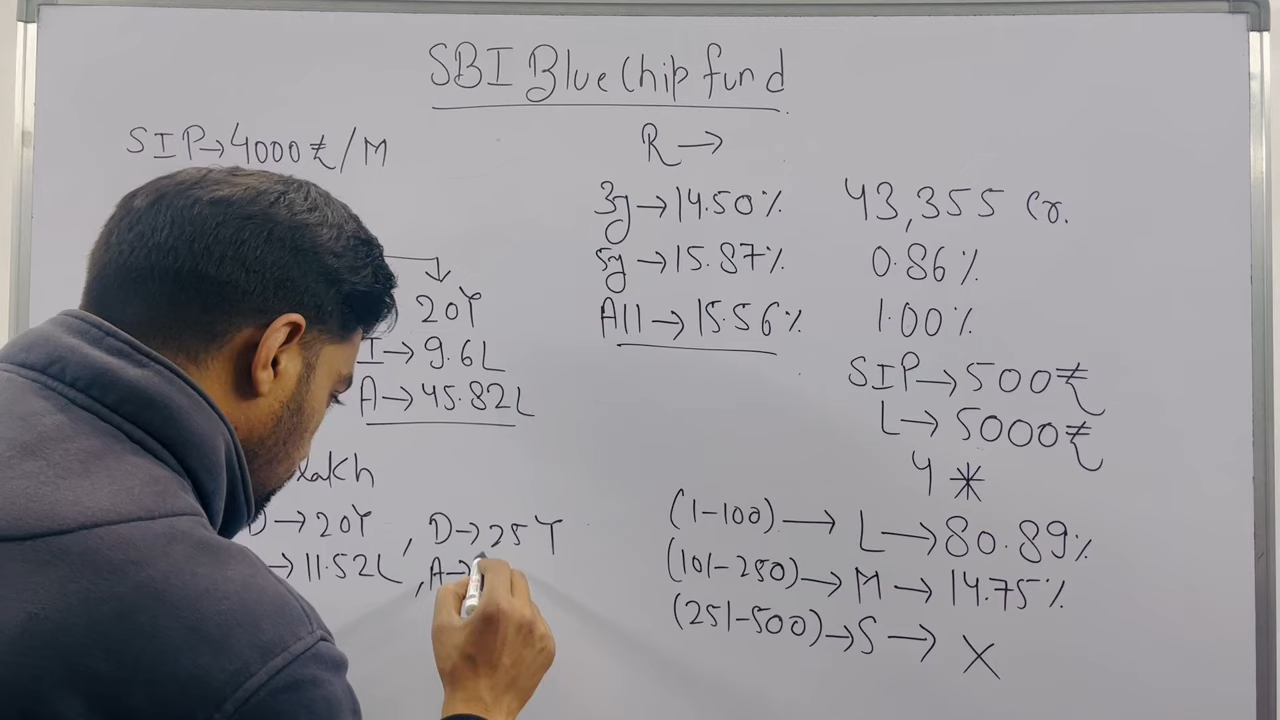 SBI Blue Chip fund
SIP→4000₹/M
20Y
I→9.6L
A→45.82L
lakh
D→20Y, D→25Y
→11.52L, A→
R→
3y→14.50%
5y→15.87%
All→15.56%
43,355 Cr.
0.86%
1.00%
SIP→500₹
L→5000₹
4*
(1-100)→L→80.89%
(101-250)→M→14.75%
(251-500)→S→X